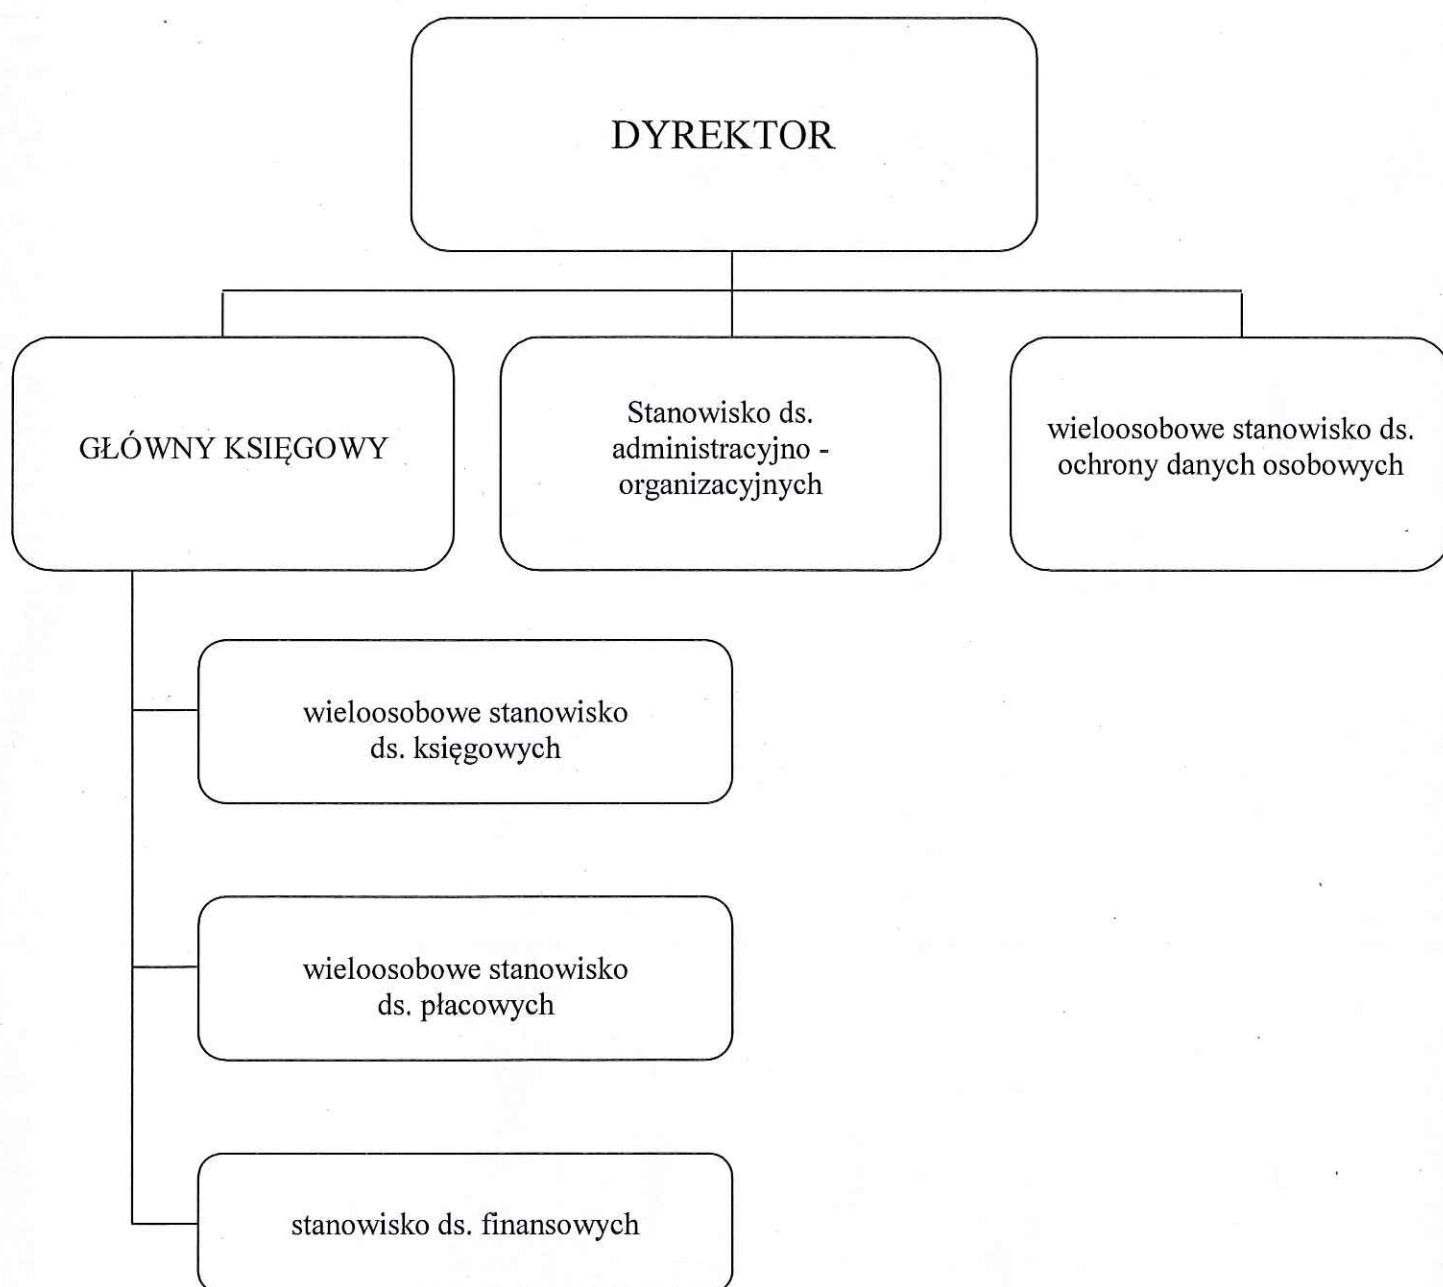 DYREKTOR
GŁÓWNY KSIĘGOWY
Stanowisko ds.
administracyjno -
organizacyjnych
wieloosobowe stanowisko ds.
ochrony danych osobowych
wieloosobowe stanowisko
ds. księgowych
wieloosobowe stanowisko
ds. płacowych
stanowisko ds. finansowych